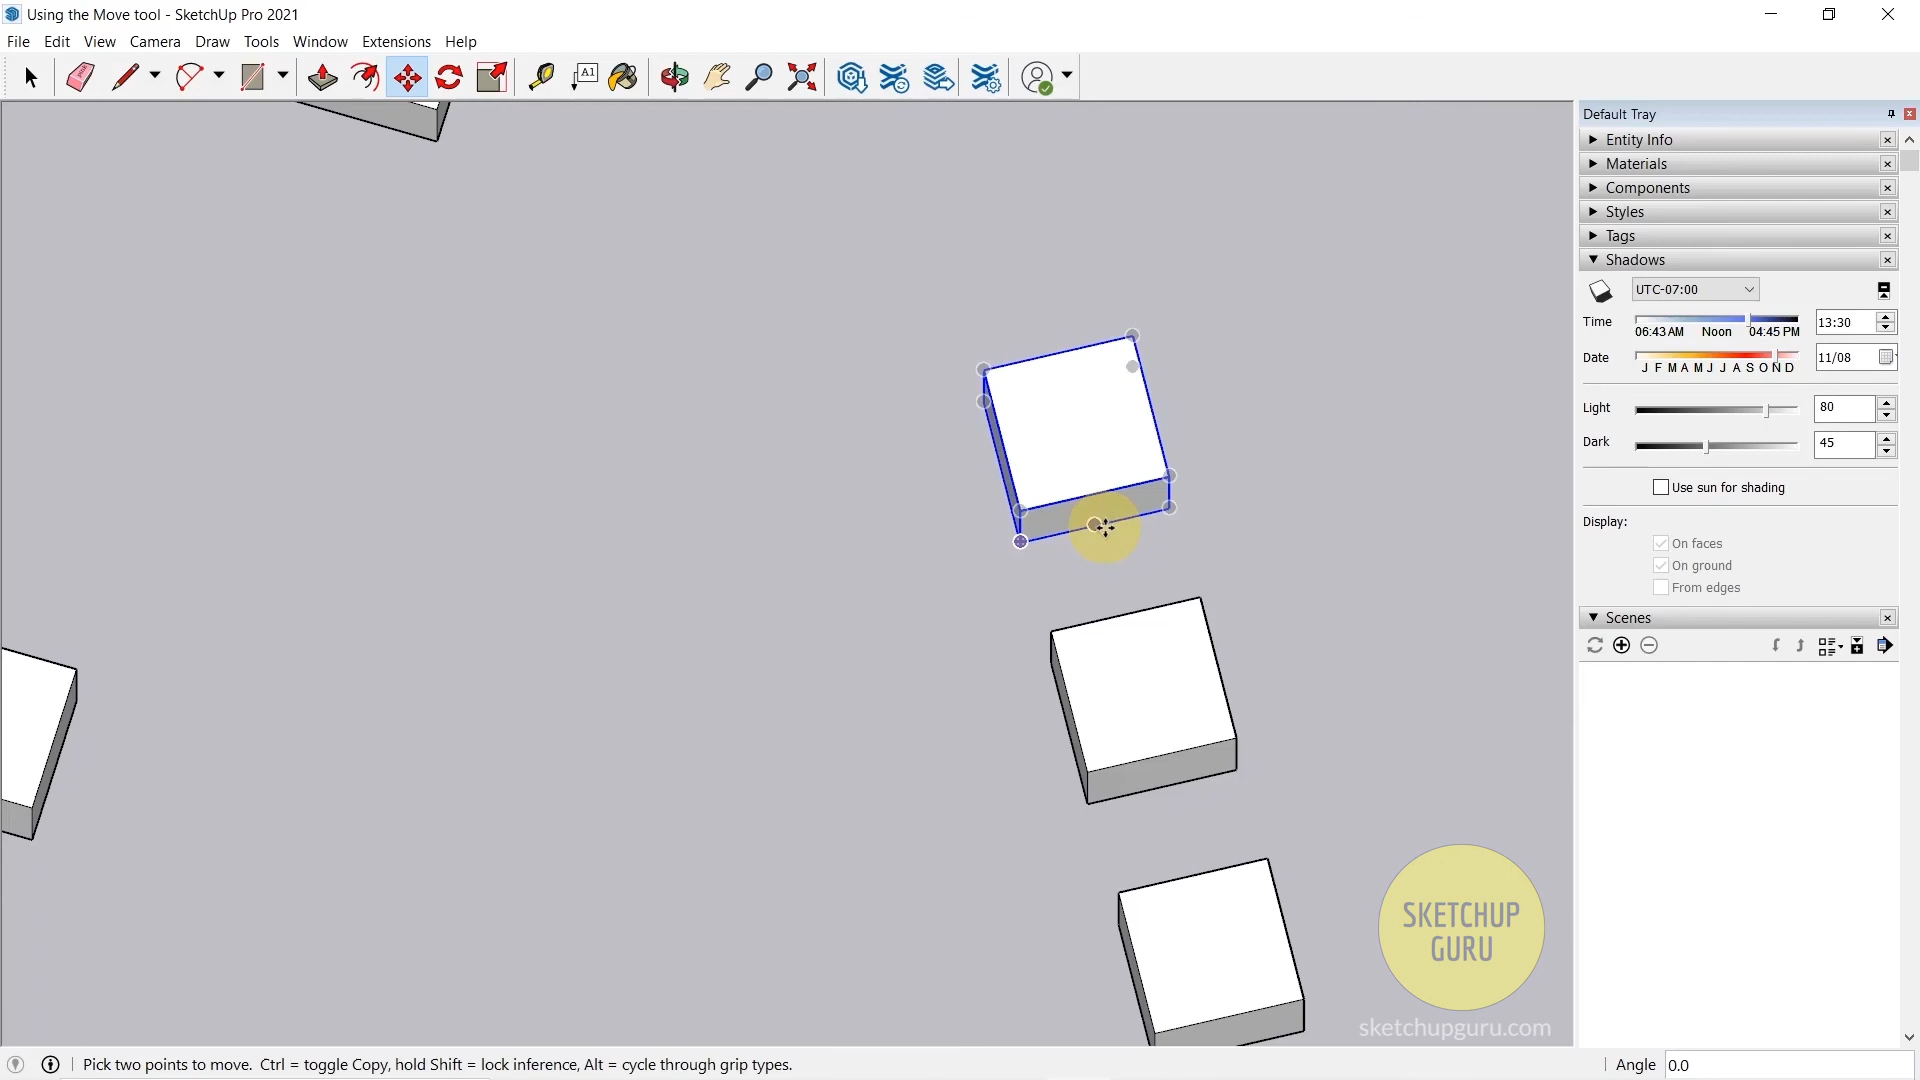 Using the Move tool - SketchUp Pro 2021
File Edit View Camera Draw Tools Window Extensions Help
A1
Default Tray
Entity Info
Materials
Components
Styles
Tags
Shadows
UTC-07:00
Time 06:43 AM Noon 04:45 PM 13:30
Date J F M A M J J A S O N D 11/08
Light 80
Dark 45
Use sun for shading
Display:
On faces
On ground
From edges
Scenes
SKETCHUP
GURU
sketchupguru.com
Pick two points to move. Ctrl = toggle Copy, hold Shift = lock inference, Alt = cycle through grip types.
Angle 0.0